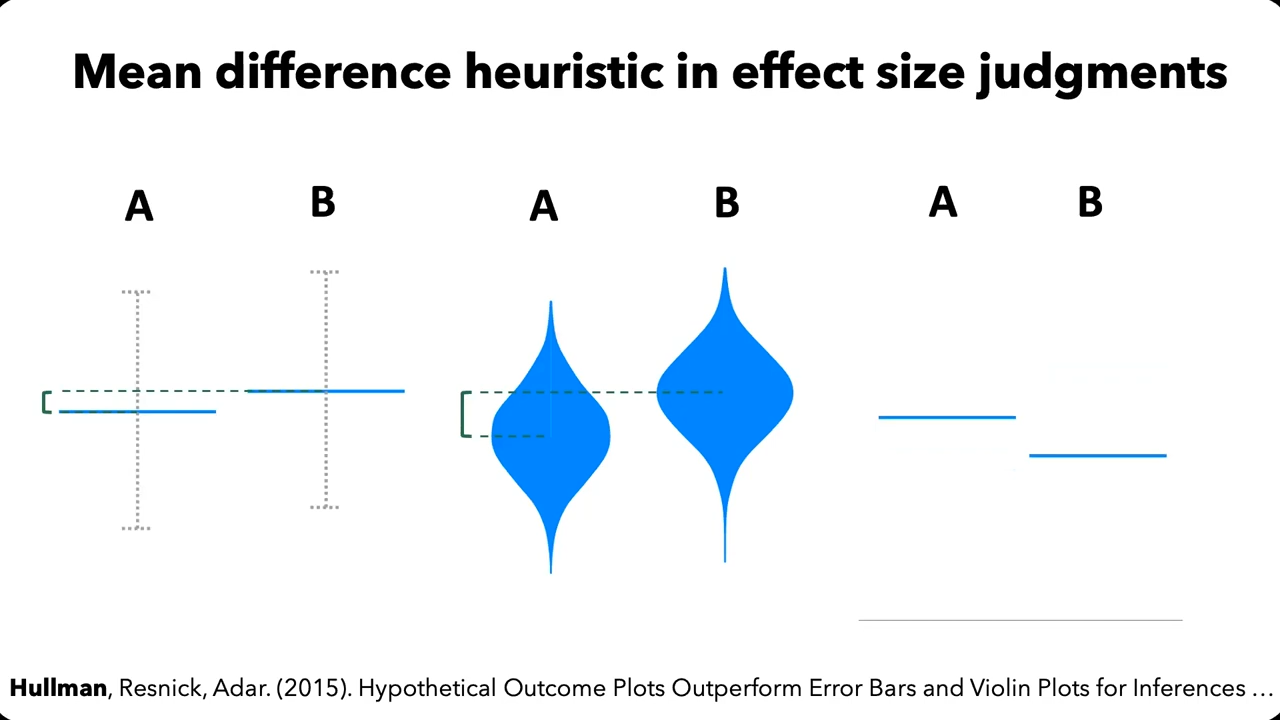 Mean difference heuristic in effect size judgments
A B A B A B
Hullman, Resnick, Adar. (2015). Hypothetical Outcome Plots Outperform Error Bars and Violin Plots for Inferences …